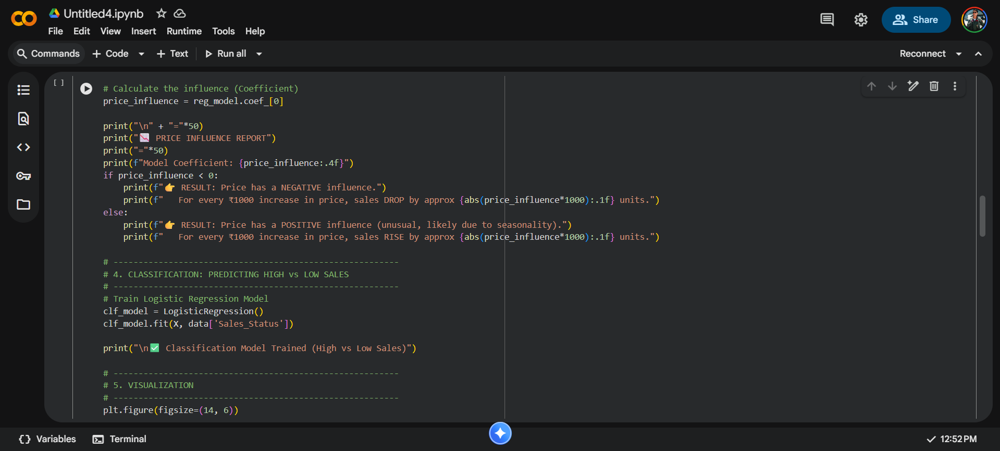 Untitled4.ipynb
File Edit View Insert Runtime Tools Help
Share
Commands + Code + Text Run all
Reconnect
[ ]
# Calculate the influence (Coefficient)
price_influence = reg_model.coef_[0]
print("\n" + "="*50)
print("📉 PRICE INFLUENCE REPORT")
print("="*50)
print(f"Model Coefficient: {price_influence:.4f}")
if price_influence < 0:
    print(f"👉 RESULT: Price has a NEGATIVE influence.")
    print(f"   For every ₹1000 increase in price, sales DROP by approx {abs(price_influence*1000):.1f} units.")
else:
    print(f"👉 RESULT: Price has a POSITIVE influence (unusual, likely due to seasonality).")
    print(f"   For every ₹1000 increase in price, sales RISE by approx {abs(price_influence*1000):.1f} units.")
# ---------------------------------------------------------
# 4. CLASSIFICATION: PREDICTING HIGH vs LOW SALES
# ---------------------------------------------------------
# Train Logistic Regression Model
clf_model = LogisticRegression()
clf_model.fit(X, data['Sales_Status'])
print("\n✅ Classification Model Trained (High vs Low Sales)")
# ---------------------------------------------------------
# 5. VISUALIZATION
# ---------------------------------------------------------
plt.figure(figsize=(14, 6))
{} Variables Terminal
12:52 PM